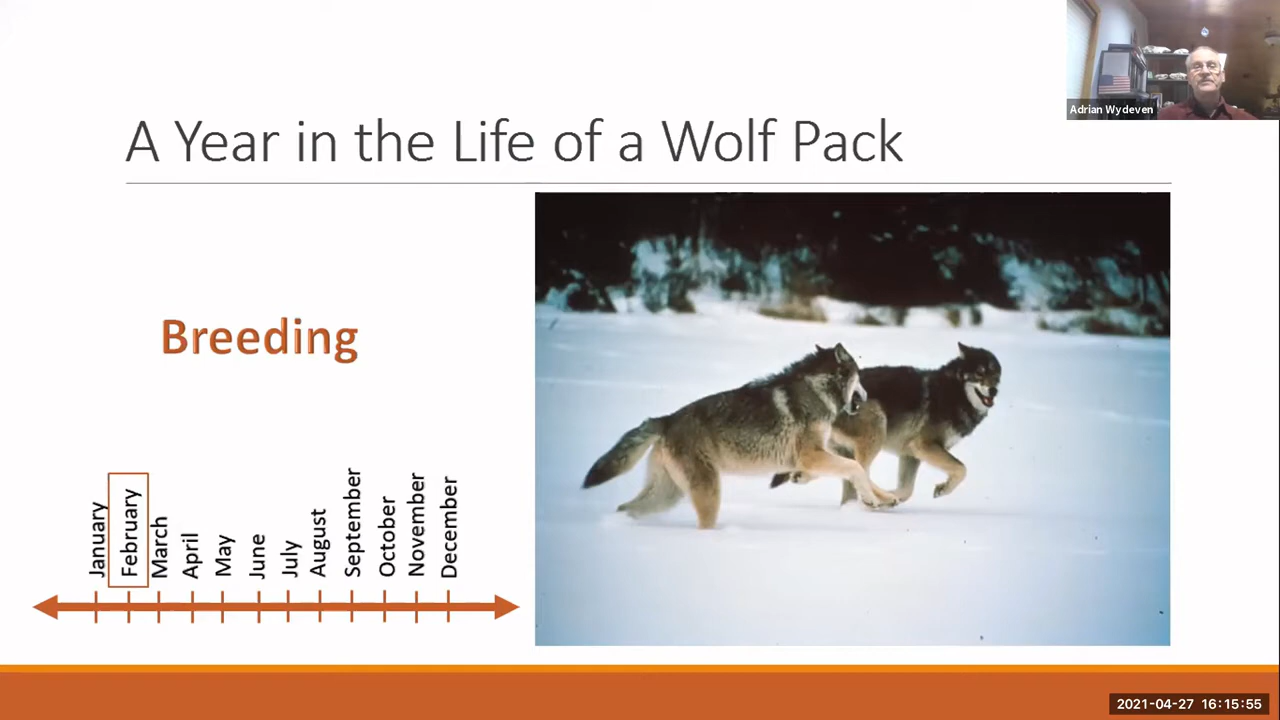 Adrian Wydeven
A Year in the Life of a Wolf Pack
Breeding
January
February
March
April
May
June
July
August
September
October
November
December
2021-04-27 16:15:55